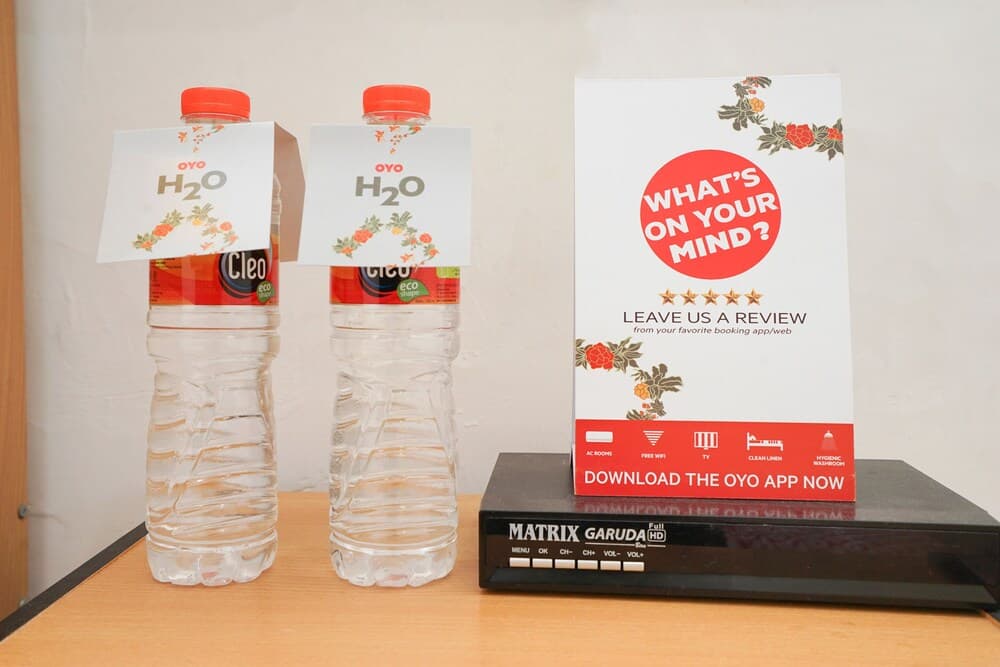 OYO
H2O
Cleo
eco
shape
OYO
H2O
Cleo
eco
shape
WHAT'S
ON YOUR
MIND?
LEAVE US A REVIEW
from your favorite booking app/web
AC ROOMS
FREE WIFI
TV
CLEAN LINEN
HYGIENIC
WASHROOM
DOWNLOAD THE OYO APP NOW
MATRIX GARUDA Full HD
MENU OK CH- CH+ VOL- VOL+